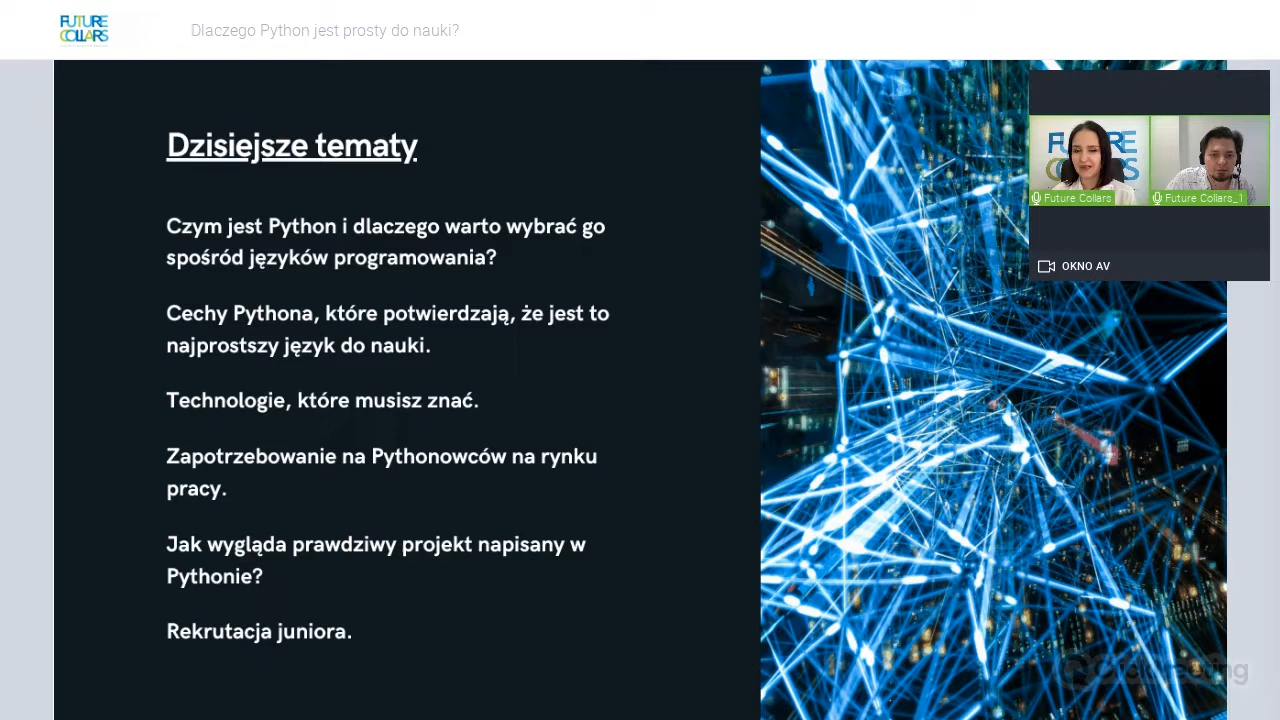 FUTURE
COLLARS
Dlaczego Python jest prosty do nauki?
Dzisiejsze tematy
Czym jest Python i dlaczego warto wybrać go
spośród języków programowania?
Cechy Pythona, które potwierdzają, że jest to
najprostszy język do nauki.
Technologie, które musisz znać.
Zapotrzebowanie na Pythonowców na rynku
pracy.
Jak wygląda prawdziwy projekt napisany w
Pythonie?
Rekrutacja juniora.
Future Collars
Future Collars_1
OKNO AV
ClickMeeting